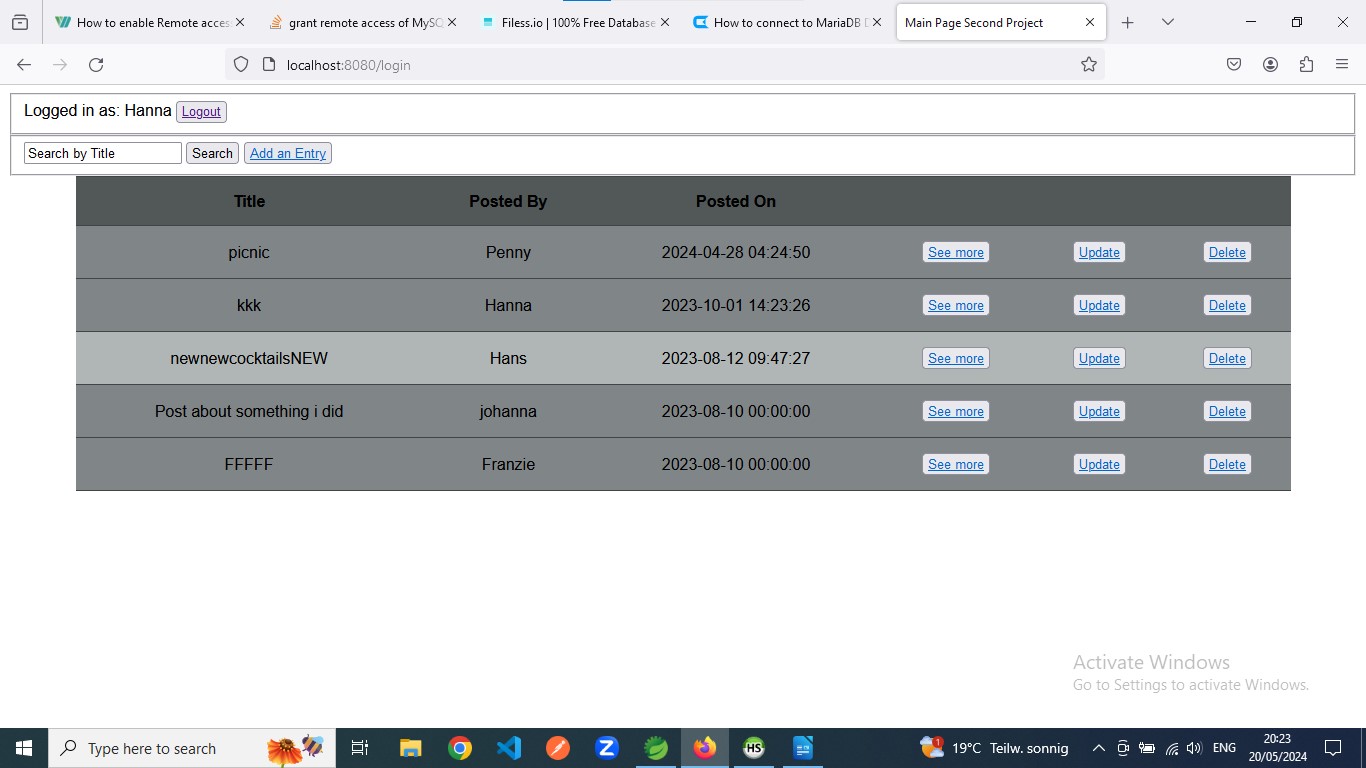 How to enable Remote acces
grant remote access of MySQ
Filess.io | 100% Free Database
How to connect to MariaDB D
Main Page Second Project
localhost:8080/login
Logged in as: Hanna Logout
Search by Title Search Add an Entry
Title Posted By Posted On
picnic Penny 2024-04-28 04:24:50 See more Update Delete
kkk Hanna 2023-10-01 14:23:26 See more Update Delete
newnewcocktailsNEW Hans 2023-08-12 09:47:27 See more Update Delete
Post about something i did johanna 2023-08-10 00:00:00 See more Update Delete
FFFFF Franzie 2023-08-10 00:00:00 See more Update Delete
Activate Windows
Go to Settings to activate Windows.
Type here to search
Z
HS
1
19°C Teilw. sonnig
ENG
20:23
20/05/2024